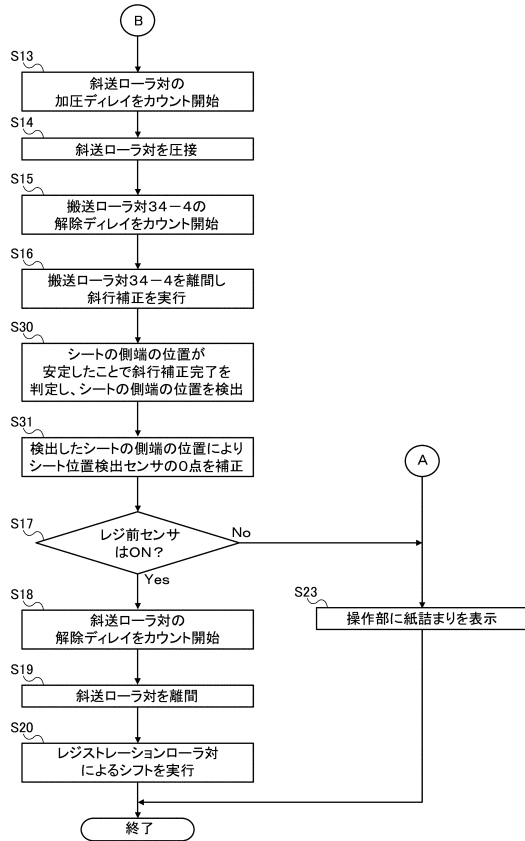 B
S13
斜送ローラ対の
加圧ディレイをカウント開始
S14
斜送ローラ対を圧接
S15
搬送ローラ対34-4の
解除ディレイをカウント開始
S16
搬送ローラ対34-4を離間し
斜行補正を実行
S30
シートの側端の位置が
安定したことで斜行補正完了を
判定し、シートの側端の位置を検出
S31
検出したシートの側端の位置により
シート位置検出センサの0点を補正
A
S17
レジ前センサ
はON?
No
Yes
S18
斜送ローラ対の
解除ディレイをカウント開始
S23
操作部に紙詰まりを表示
S19
斜送ローラ対を離間
S20
レジストレーションローラ対
によるシフトを実行
終了